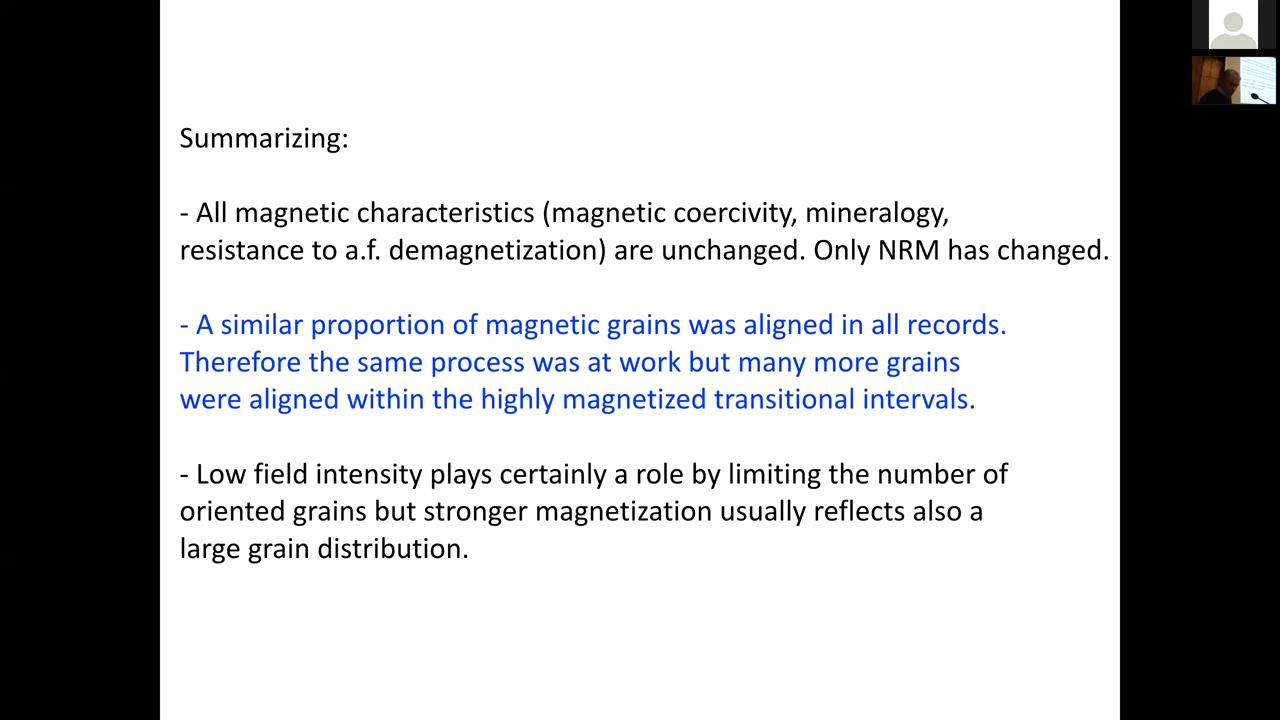 Summarizing:
- All magnetic characteristics (magnetic coercivity, mineralogy,
resistance to a.f. demagnetization) are unchanged. Only NRM has changed.
- A similar proportion of magnetic grains was aligned in all records.
Therefore the same process was at work but many more grains
were aligned within the highly magnetized transitional intervals.
- Low field intensity plays certainly a role by limiting the number of
oriented grains but stronger magnetization usually reflects also a
large grain distribution.